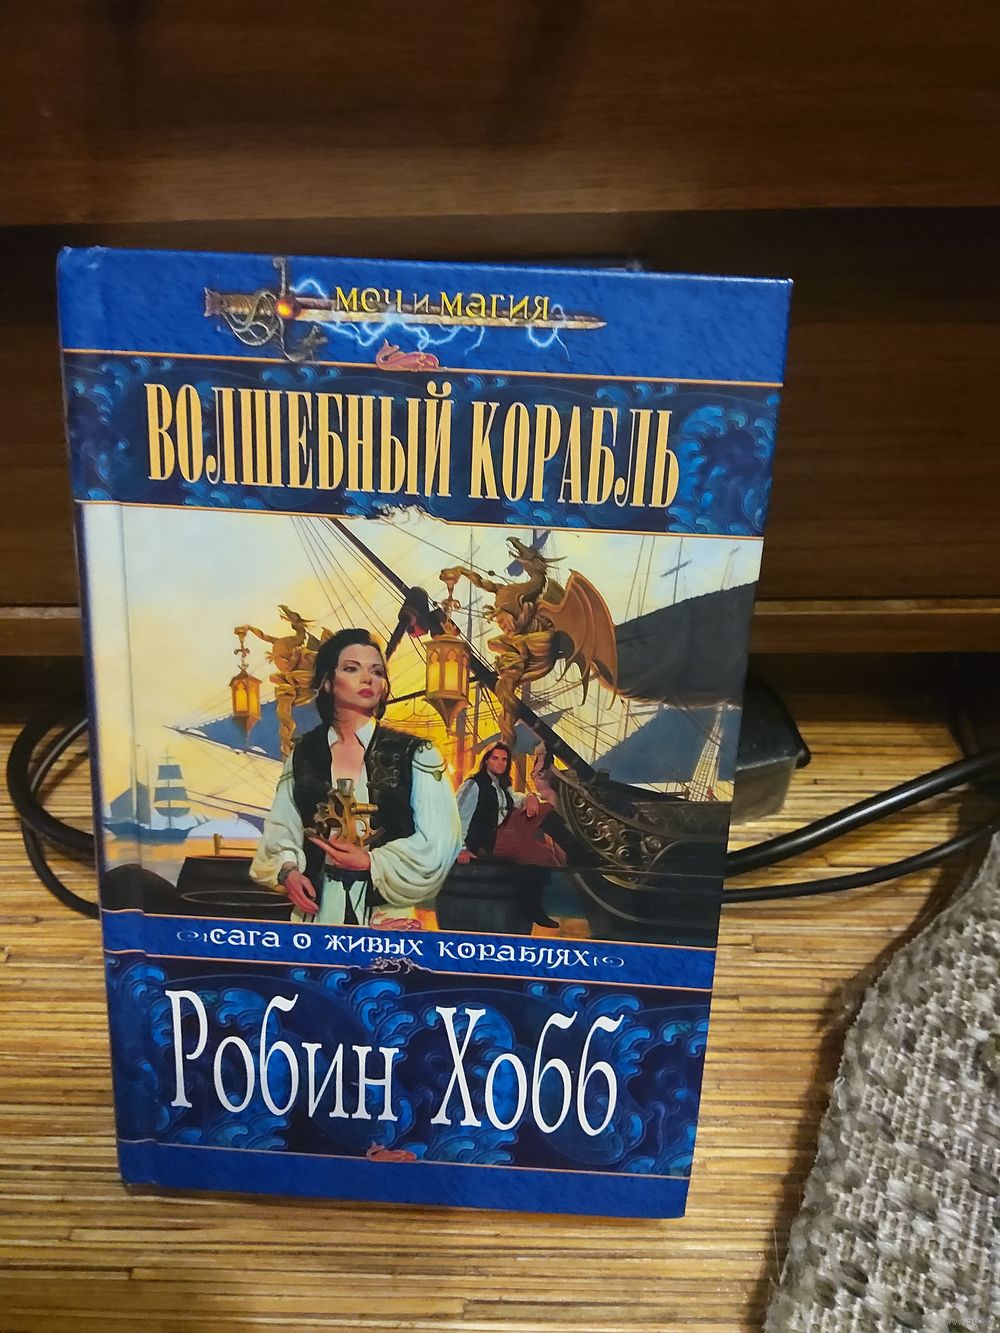 МЕЧ И МАГИЯ
ВОЛШЕБНЫЙ КОРАБЛЬ
сага о живых кораблях
Робин Хобб